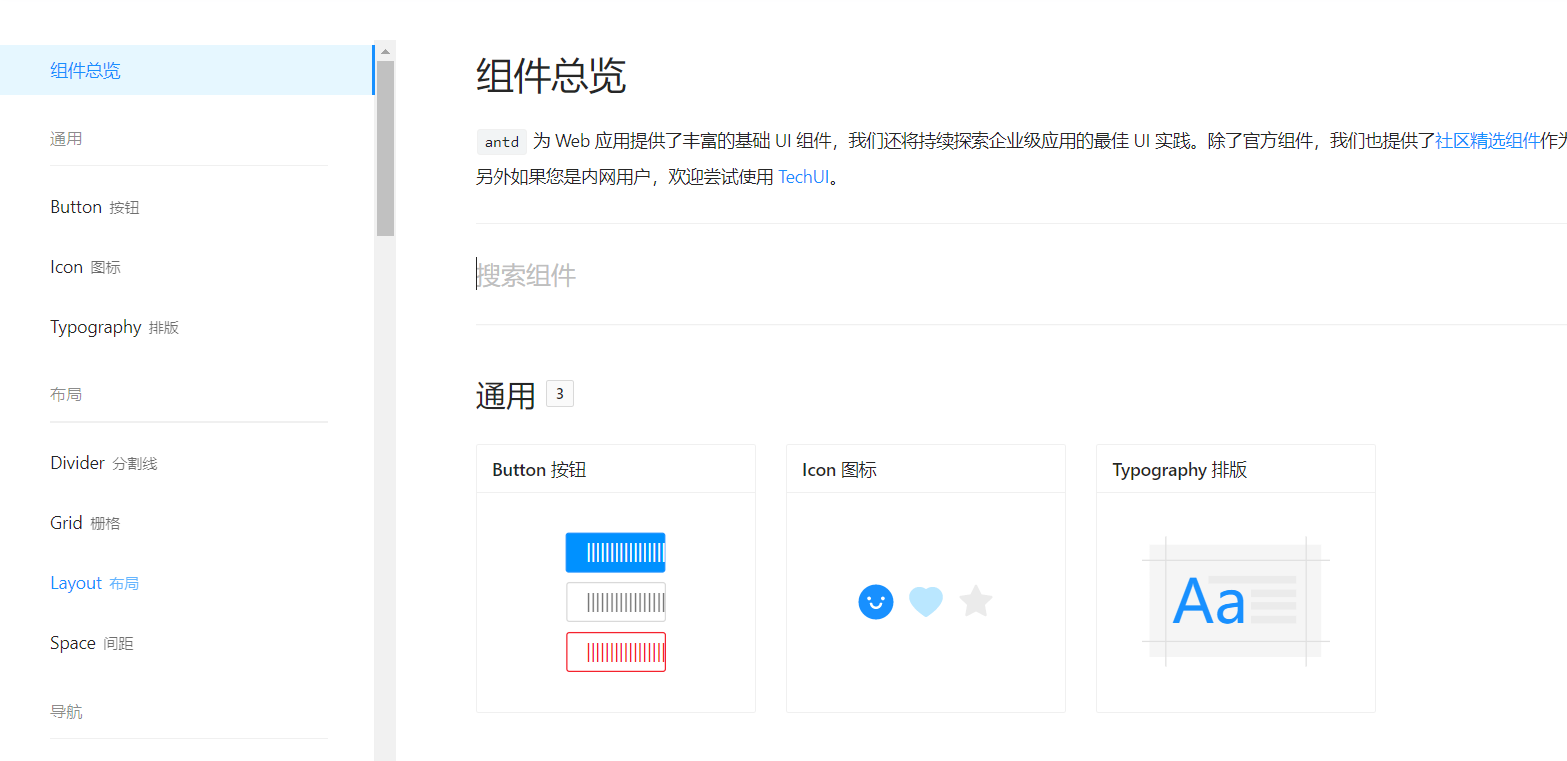 组件总览
通用
Button 按钮
Icon 图标
Typography 排版
布局
Divider 分割线
Grid 栅格
Layout 布局
Space 间距
导航
组件总览
antd 为 Web 应用提供了丰富的基础 UI 组件，我们还将持续探索企业级应用的最佳 UI 实践。除了官方组件，我们也提供了社区精选组件作为
另外如果您是内网用户，欢迎尝试使用 TechUI。
搜索组件
通用 3
Button 按钮
Icon 图标
Typography 排版
Aa